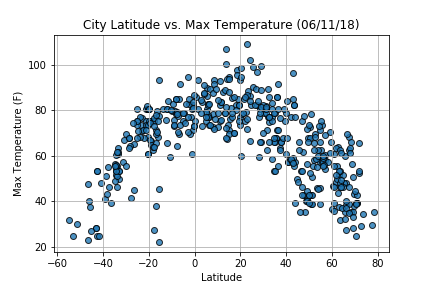 City Latitude vs. Max Temperature (06/11/18)
Max Temperature (F)
100
80
60
40
20
−60 −40 −20 0 20 40 60 80
Latitude